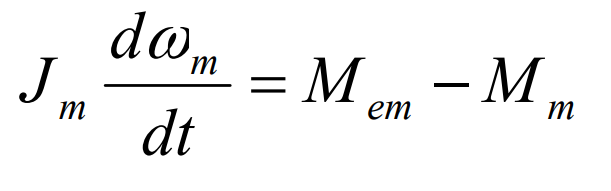 J_m dω_m/dt = M_em − M_m